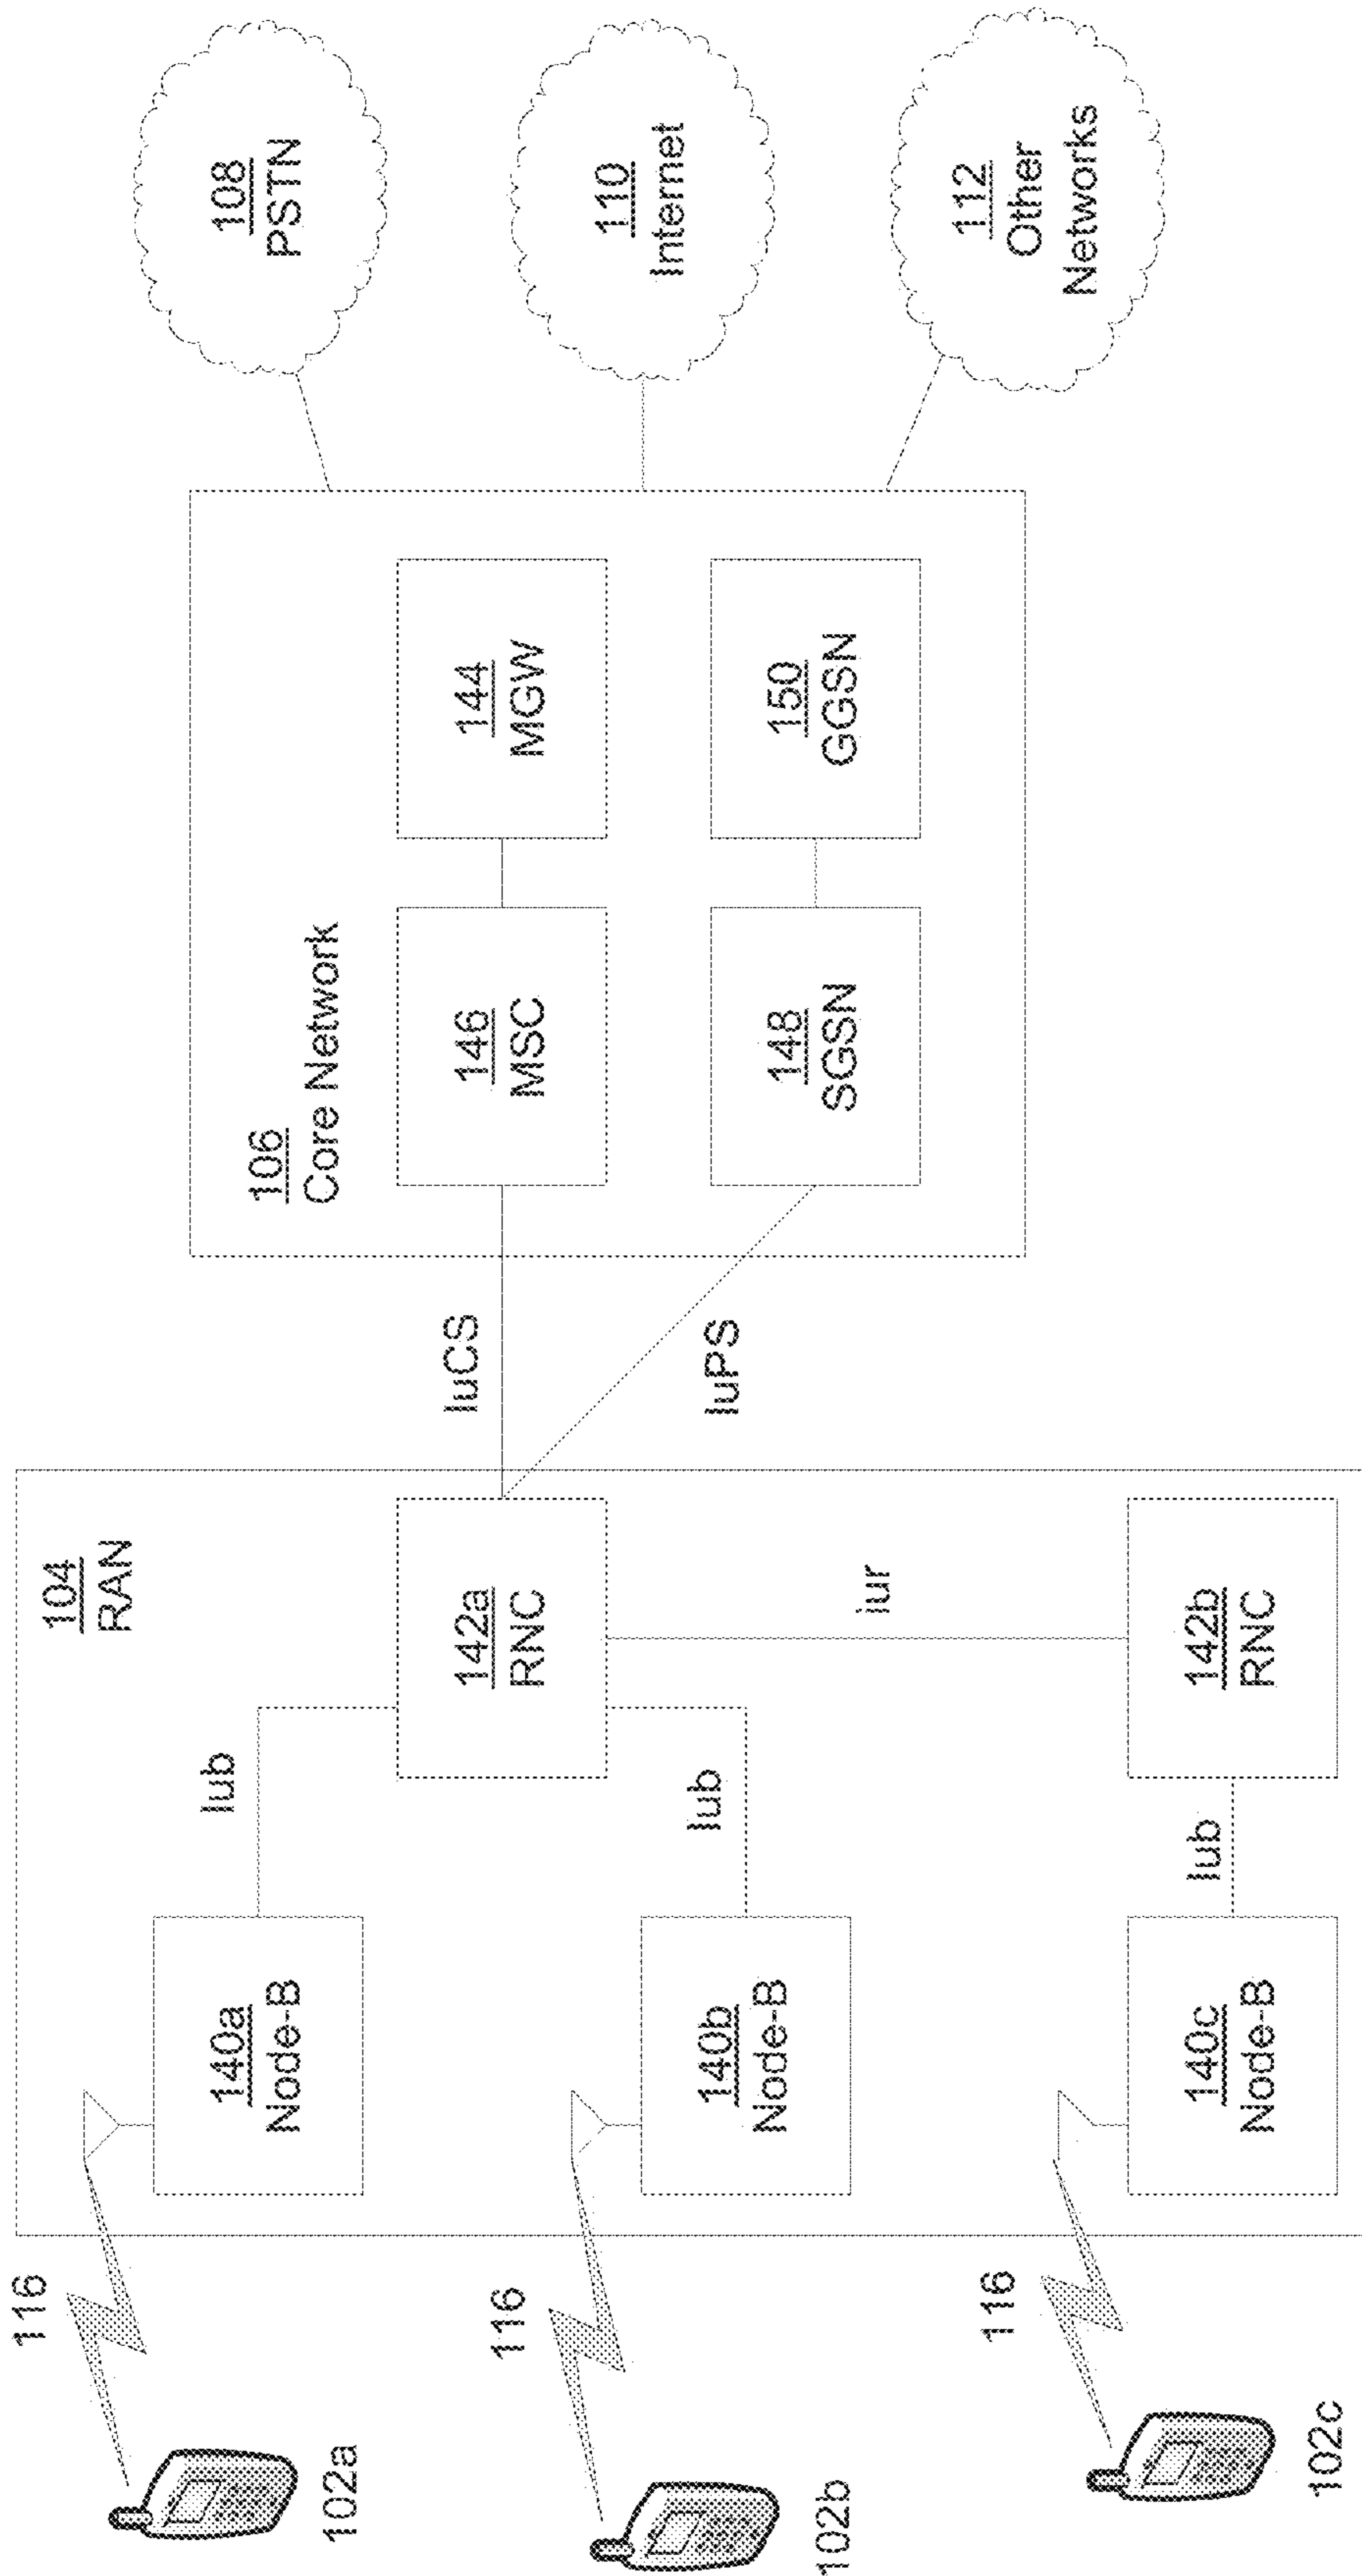 116
102a
104
RAN
140a
Node-B
Iub
142a
RNC
116
102b
140b
Node-B
Iub
116
102c
140c
Node-B
Iub
142b
RNC
iur
IuCS
IuPS
106
Core Network
146
MSC
144
MGW
148
SGSN
150
GGSN
108
PSTN
110
Internet
112
Other
Networks